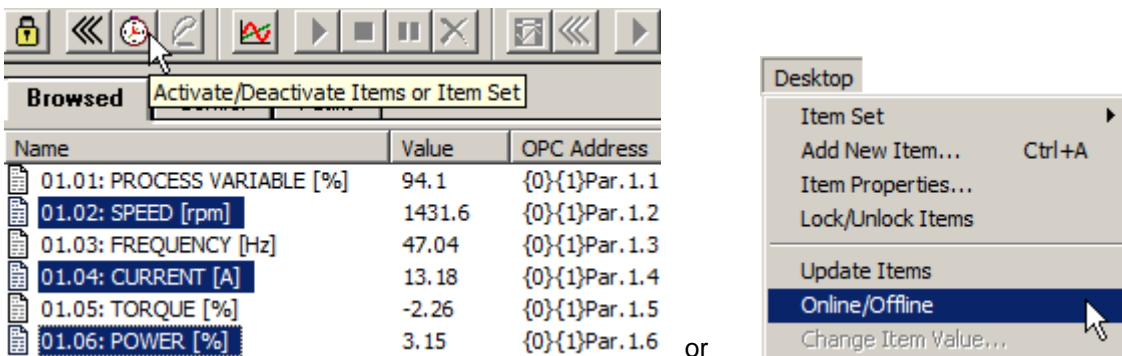 Activate/Deactivate Items or Item Set
Browsed
Name Value OPC Address
01.01: PROCESS VARIABLE [%] 94.1 {0}{1}Par.1.1
01.02: SPEED [rpm] 1431.6 {0}{1}Par.1.2
01.03: FREQUENCY [Hz] 47.04 {0}{1}Par.1.3
01.04: CURRENT [A] 13.18 {0}{1}Par.1.4
01.05: TORQUE [%] -2.26 {0}{1}Par.1.5
01.06: POWER [%] 3.15 {0}{1}Par.1.6
or
Desktop
Item Set
Add New Item... Ctrl+A
Item Properties...
Lock/Unlock Items
Update Items
Online/Offline
Change Item Value...